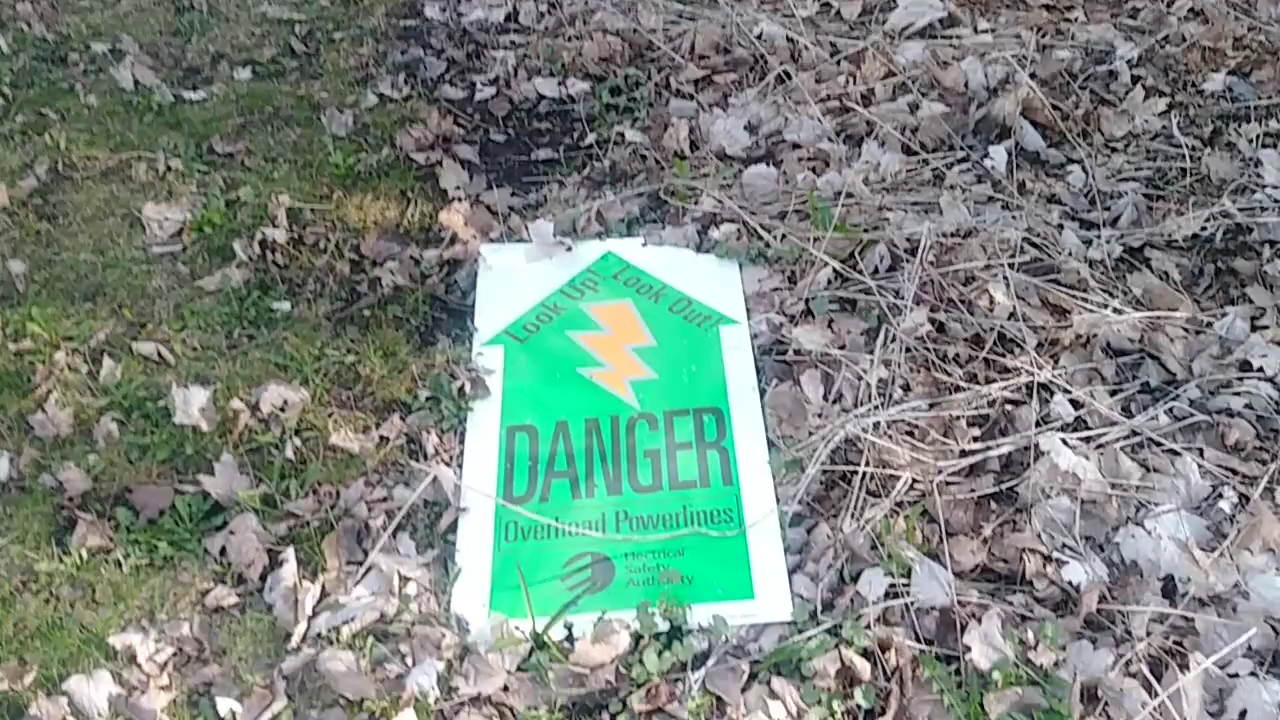 Look Up! Look Out!
DANGER
Overhead Powerlines
Electrical
Safety
Authority